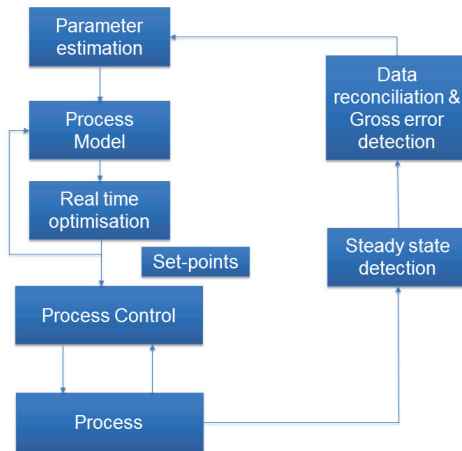 Parameter
estimation
Data
reconciliation &
Gross error
detection
Process
Model
Real time
optimisation
Set-points
Steady state
detection
Process Control
Process